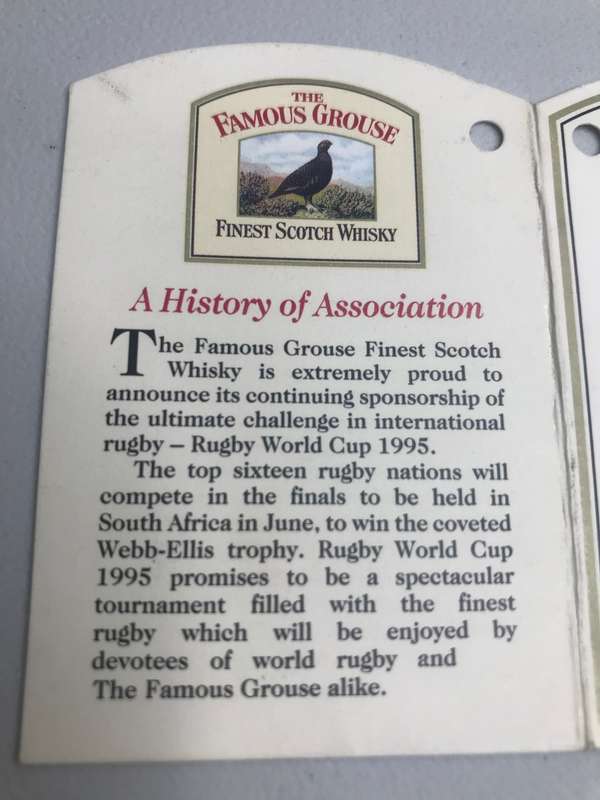 THE
FAMOUS GROUSE
FINEST SCOTCH WHISKY
A History of Association
The Famous Grouse Finest Scotch
Whisky is extremely proud to
announce its continuing sponsorship of
the ultimate challenge in international
rugby – Rugby World Cup 1995.
The top sixteen rugby nations will
compete in the finals to be held in
South Africa in June, to win the coveted
Webb-Ellis trophy. Rugby World Cup
1995 promises to be a spectacular
tournament filled with the finest
rugby which will be enjoyed by
devotees of world rugby and
The Famous Grouse alike.